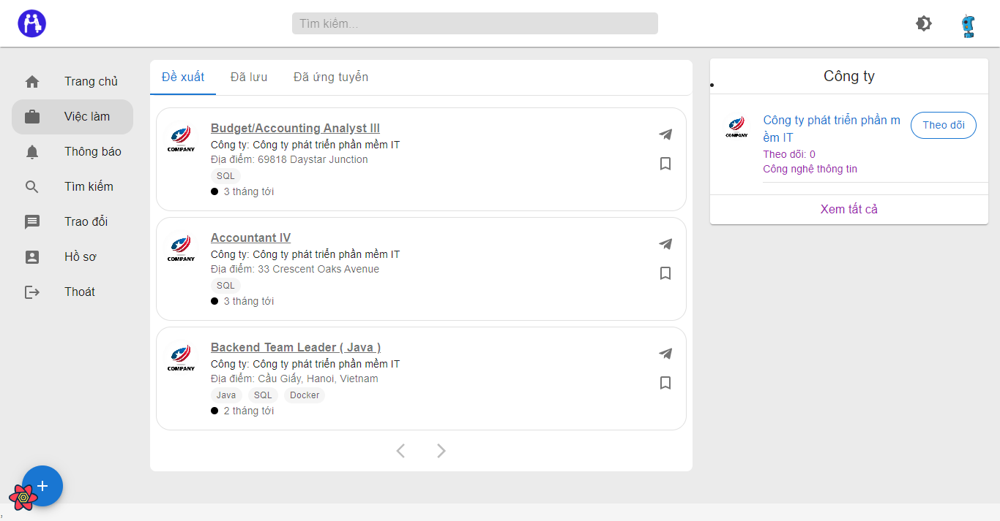 Tìm kiếm...
Trang chủ
Việc làm
Thông báo
Tìm kiếm
Trao đổi
Hồ sơ
Thoát
Đề xuất Đã lưu Đã ứng tuyển
COMPANY
Budget/Accounting Analyst III
Công ty: Công ty phát triển phần mềm IT
Địa điểm: 69818 Daystar Junction
SQL
3 tháng tới
COMPANY
Accountant IV
Công ty: Công ty phát triển phần mềm IT
Địa điểm: 33 Crescent Oaks Avenue
SQL
3 tháng tới
COMPANY
Backend Team Leader ( Java )
Công ty: Công ty phát triển phần mềm IT
Địa điểm: Cầu Giấy, Hanoi, Vietnam
Java SQL Docker
2 tháng tới
Công ty
COMPANY
Công ty phát triển phần m
ềm IT
Theo dõi
Theo dõi: 0
Công nghệ thông tin
Xem tất cả